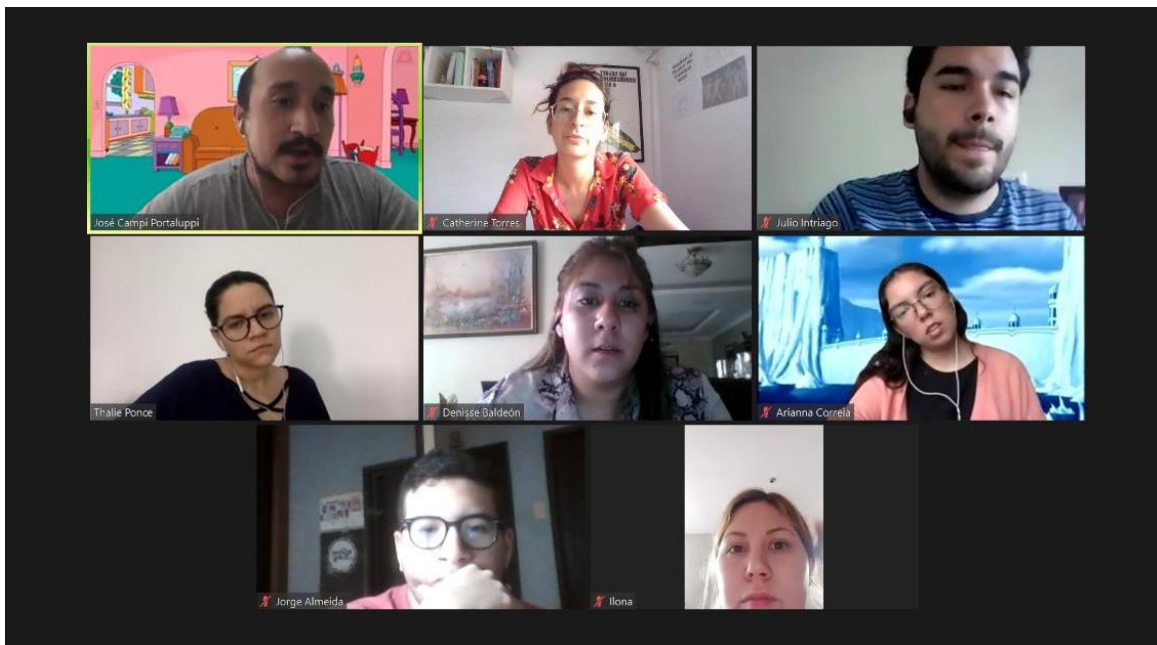 José Campi Portaluppi
Catherine Torres
Julio Intriago
Thalie Ponce
Denisse Baldeón
Arianna Correia
Jorge Almeida
Ilona